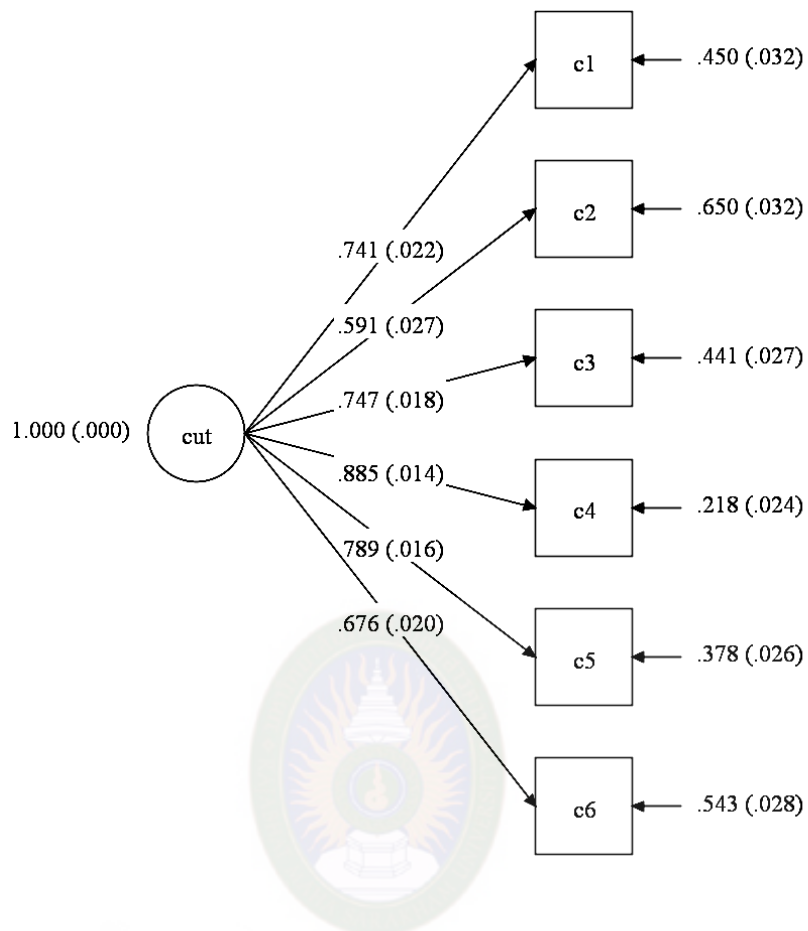 c1
.450 (.032)
c2
.650 (.032)
.741 (.022)
.591 (.027)
c3
.441 (.027)
.747 (.018)
1.000 (.000)
cut
.885 (.014)
c4
.218 (.024)
.789 (.016)
.676 (.020)
c5
.378 (.026)
c6
.543 (.028)